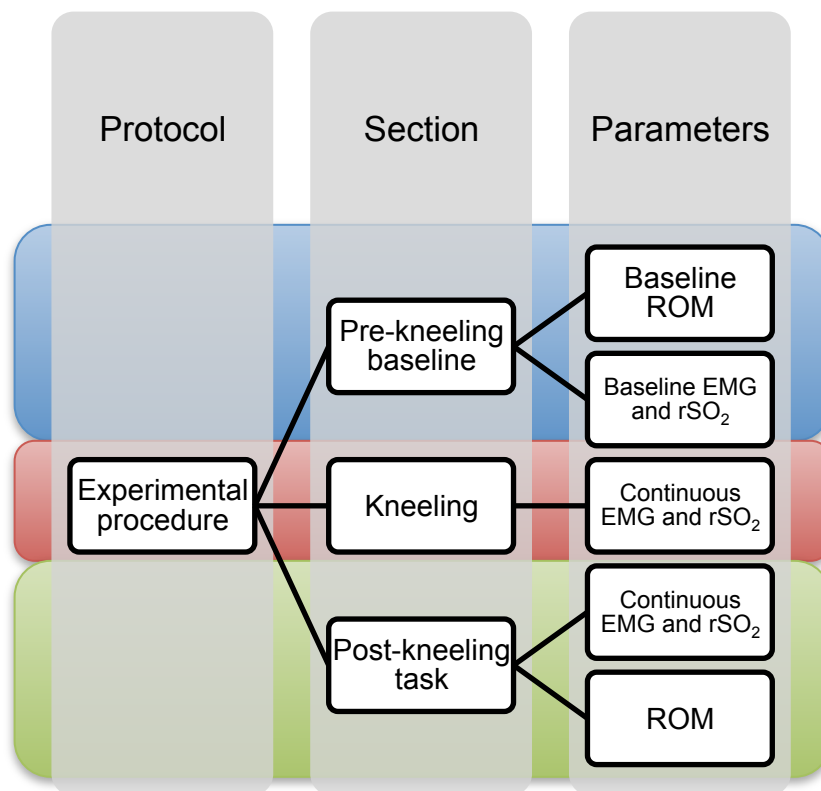 Protocol
Section
Parameters
Baseline
ROM
Pre-kneeling
baseline
Baseline EMG
and rSO₂
Experimental
procedure
Kneeling
Continuous
EMG and rSO₂
Continuous
EMG and rSO₂
Post-kneeling
task
ROM